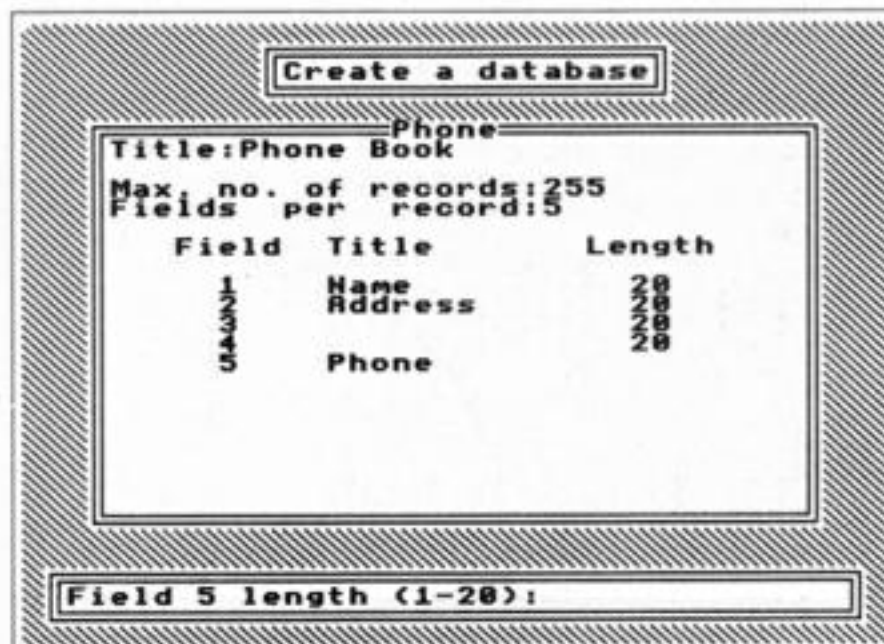 Create a database
Phone
Title:Phone Book
Max. no. of records:255
Fields per record:5
Field Title Length
1 Name 20
2 Address 20
3 20
4 20
5 Phone
Field 5 length (1-20):